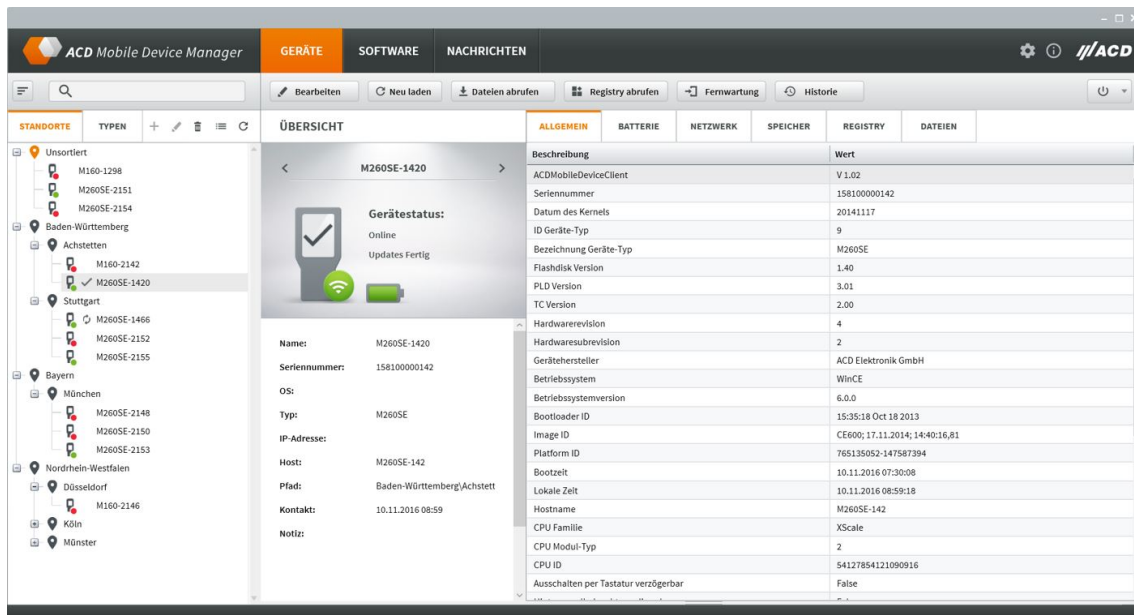 ACD Mobile Device Manager
GERÄTE
SOFTWARE
NACHRICHTEN
ACD
Bearbeiten
Neu laden
Dateien abrufen
Registry abrufen
Fernwartung
Historie
STANDORTE
TYPEN
Unsortiert
M160-1298
M260SE-2151
M260SE-2154
Baden-Württemberg
Achstetten
M160-2142
M260SE-1420
Stuttgart
M260SE-1466
M260SE-2152
M260SE-2155
Bayern
München
M260SE-2148
M260SE-2150
M260SE-2153
Nordrhein-Westfalen
Düsseldorf
M160-2146
Köln
Münster
ÜBERSICHT
M260SE-1420
Gerätestatus:
Online
Updates Fertig
Name: M260SE-1420
Seriennummer: 158100000142
OS:
Typ: M260SE
IP-Adresse:
Host: M260SE-142
Pfad: Baden-Württemberg\Achstett
Kontakt: 10.11.2016 08:59
Notiz:
ALLGEMEIN
BATTERIE
NETZWERK
SPEICHER
REGISTRY
DATEIEN
Beschreibung Wert
ACDMobileDeviceClient V 1.02
Seriennummer 158100000142
Datum des Kernels 20141117
ID Geräte-Typ 9
Bezeichnung Geräte-Typ M260SE
Flashdisk Version 1.40
PLD Version 3.01
TC Version 2.00
Hardwarerevision 4
Hardwaresubrevision 2
Gerätehersteller ACD Elektronik GmbH
Betriebssystem WinCE
Betriebssystemversion 6.0.0
Bootloader ID 15:35:18 Oct 18 2013
Image ID CE600; 17.11.2014; 14:40:16,81
Platform ID 765135052-147587394
Bootzeit 10.11.2016 07:30:08
Lokale Zeit 10.11.2016 08:59:18
Hostname M260SE-142
CPU Familie XScale
CPU Modul-Typ 2
CPU ID 54127854121090916
Ausschalten per Tastatur verzögerbar False